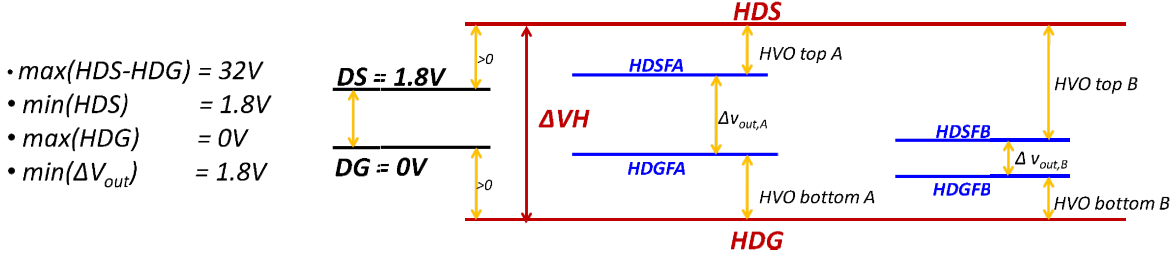 • max(HDS-HDG) = 32V
• min(HDS) = 1.8V
• max(HDG) = 0V
• min(ΔVout) = 1.8V
HDS
>0
DS = 1.8V
DG = 0V
>0
ΔVH
HVO top A
HDSFA
Δvout,A
HDGFA
HVO bottom A
HVO top B
HDSFB
Δ vout,B
HDGFB
HVO bottom B
HDG